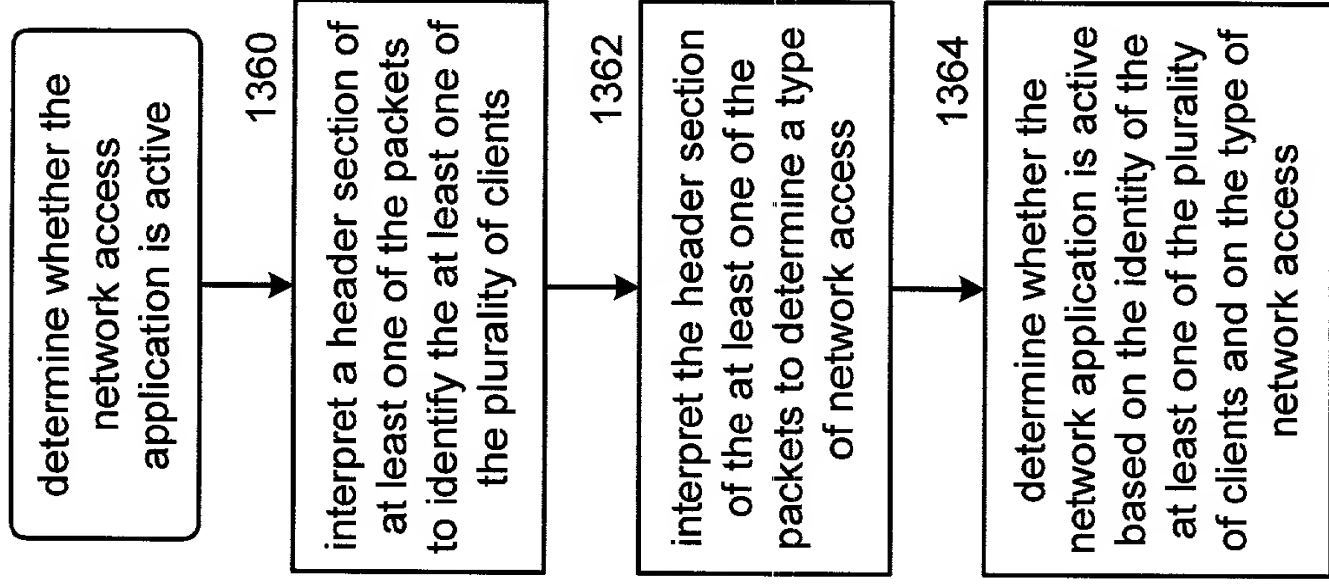 determine whether the
network access
application is active
1360
interpret a header section of
at least one of the packets
to identify the at least one of
the plurality of clients
1362
interpret the header section
of the at least one of the
packets to determine a type
of network access
1364
determine whether the
network application is active
based on the identity of the
at least one of the plurality
of clients and on the type of
network access